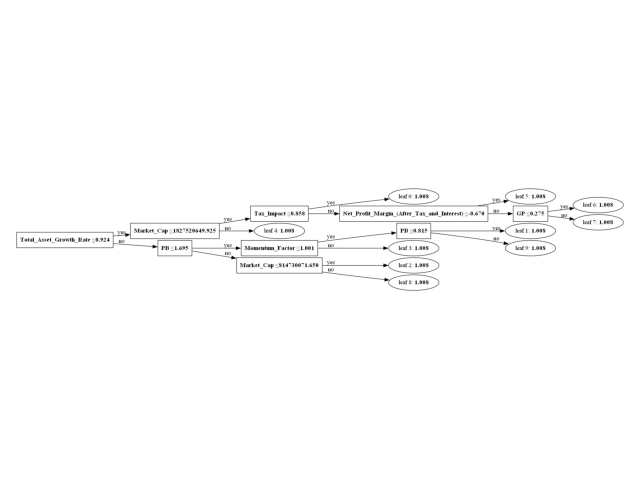 yes
leaf 0: 1.008
yes
leaf 5: 1.008
yes
leaf 6: 1.008
Tax_Impact ≤0.858
no
Net_Profit_Margin_(After_Tax_and_Interest) ≤-0.670
no
GP ≤0.275
no
leaf 7: 1.008
yes
Market_Cap ≤1827520649.925
no
leaf 4: 1.008
yes
PB ≤0.815
yes
leaf 1: 1.008
Total_Asset_Growth_Rate ≤0.924
yes
no
PB ≤1.695
yes
Momentum_Factor ≤1.001
no
leaf 3: 1.008
no
leaf 9: 1.008
no
Market_Cap ≤814730071.650
yes
leaf 2: 1.008
no
leaf 8: 1.008